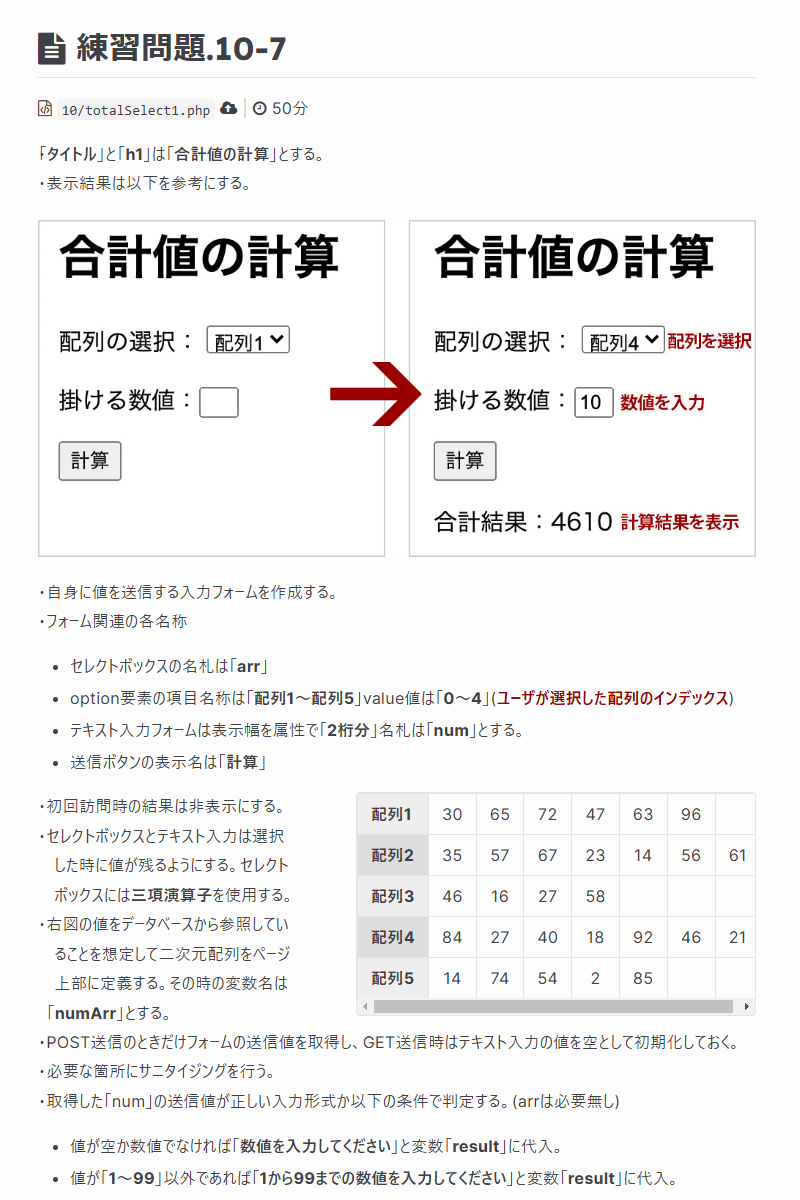 練習問題.10-7
10/totalSelect1.php 50分
「タイトル」と「h1」は「合計値の計算」とする。
・表示結果は以下を参考にする。
合計値の計算
配列の選択： 配列1
掛ける数値：
計算
合計値の計算
配列の選択： 配列4 配列を選択
掛ける数値： 10 数値を入力
計算
合計結果：4610 計算結果を表示
・自身に値を送信する入力フォームを作成する。
・フォーム関連の各名称
• セレクトボックスの名札は「arr」
• option要素の項目名称は「配列1～配列5」value値は「0～4」(ユーザが選択した配列のインデックス)
• テキスト入力フォームは表示幅を属性で「2桁分」名札は「num」とする。
• 送信ボタンの表示名は「計算」
・初回訪問時の結果は非表示にする。
・セレクトボックスとテキスト入力は選択
した時に値が残るようにする。セレクト
ボックスには三項演算子を使用する。
・右図の値をデータベースから参照してい
ることを想定して二次元配列をページ
上部に定義する。その時の変数名は
「numArr」とする。
配列1 30 65 72 47 63 96
配列2 35 57 67 23 14 56 61
配列3 46 16 27 58
配列4 84 27 40 18 92 46 21
配列5 14 74 54 2 85
・POST送信のときだけフォームの送信値を取得し、GET送信時はテキスト入力の値を空として初期化しておく。
・必要な箇所にサニタイジングを行う。
・取得した「num」の送信値が正しい入力形式か以下の条件で判定する。(arrは必要無し)
• 値が空か数値でなければ「数値を入力してください」と変数「result」に代入。
• 値が「1～99」以外であれば「1から99までの数値を入力してください」と変数「result」に代入。